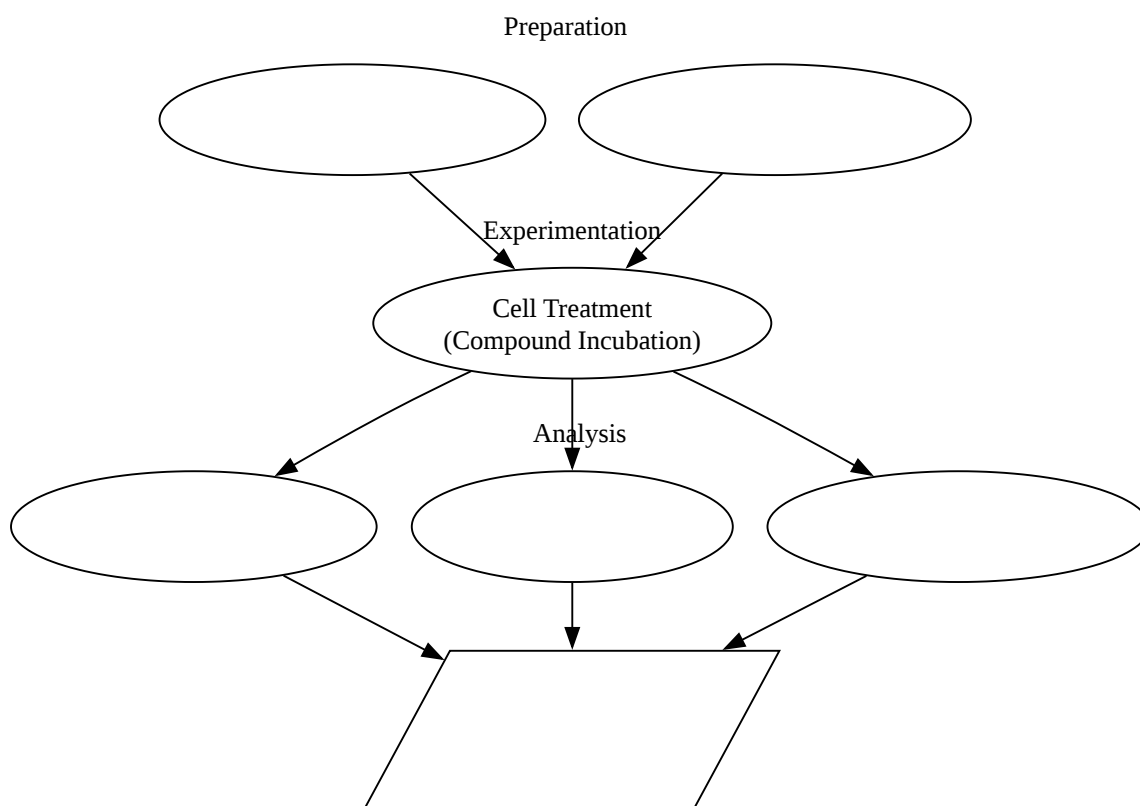 Preparation
Experimentation
Cell Treatment
(Compound Incubation)
Analysis